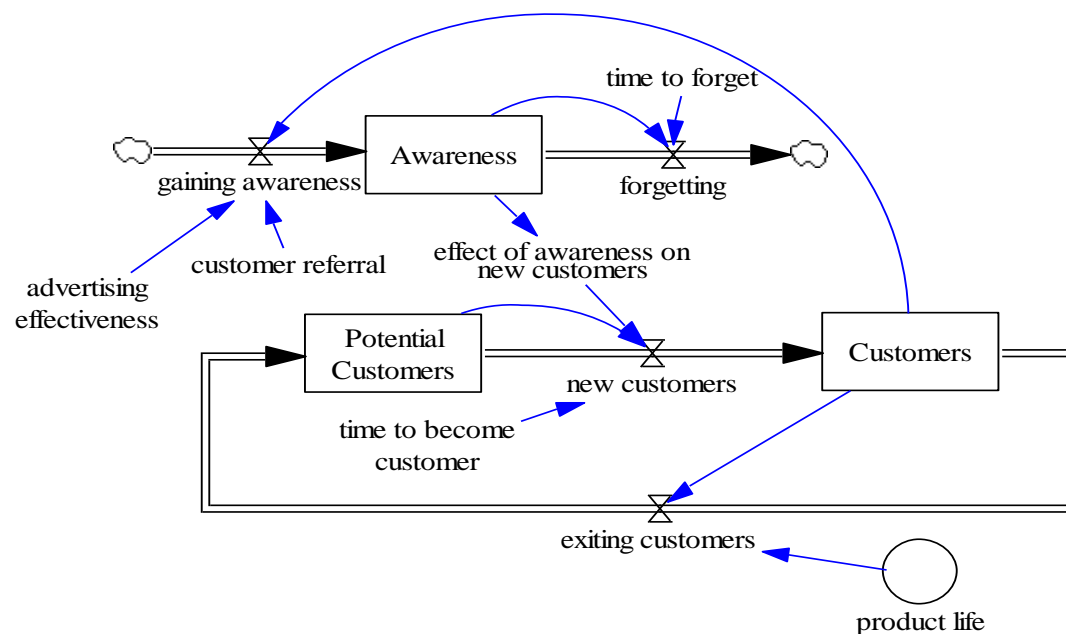 time to forget
Awareness
gaining awareness
forgetting
customer referral
effect of awareness on
new customers
advertising
effectiveness
Potential
Customers
Customers
new customers
time to become
customer
exiting customers
product life